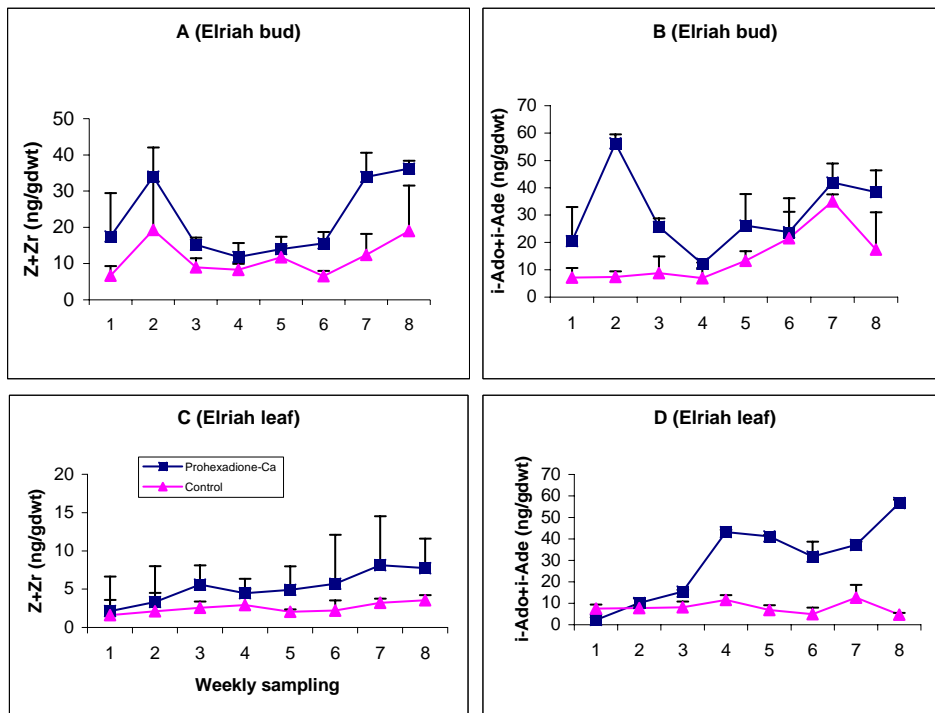 A (Elriah bud)
Z+Zr (ng/gdwt)
50
40
30
20
10
0
1 2 3 4 5 6 7 8
B (Elriah bud)
i-Ado+i-Ade (ng/gdwt)
70
60
50
40
30
20
10
0
1 2 3 4 5 6 7 8
C (Elriah leaf)
Prohexadione-Ca
Control
Z+Zr (ng/gdwt)
20
15
10
5
0
1 2 3 4 5 6 7 8
Weekly sampling
D (Elriah leaf)
i-Ado+i-Ade (ng/gdwt)
70
60
50
40
30
20
10
0
1 2 3 4 5 6 7 8